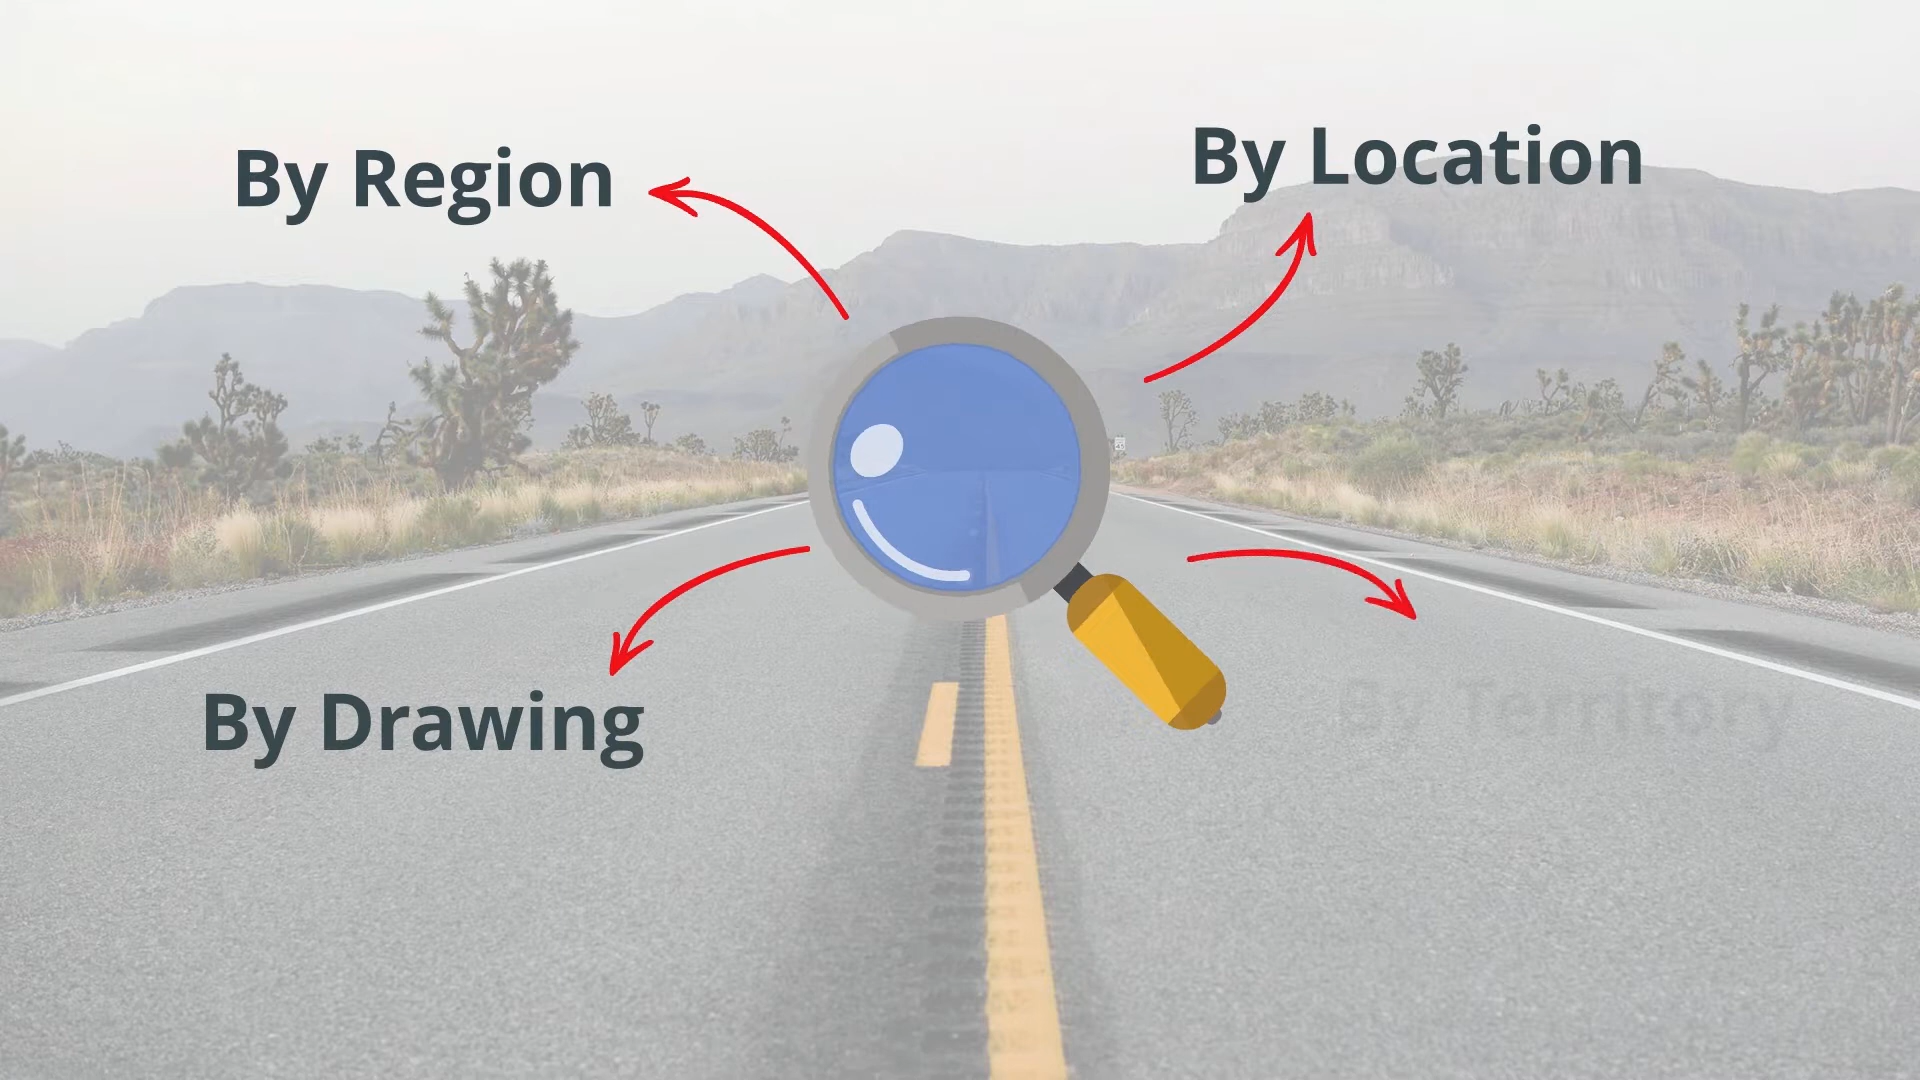 By Region
By Location
By Drawing
By Territory